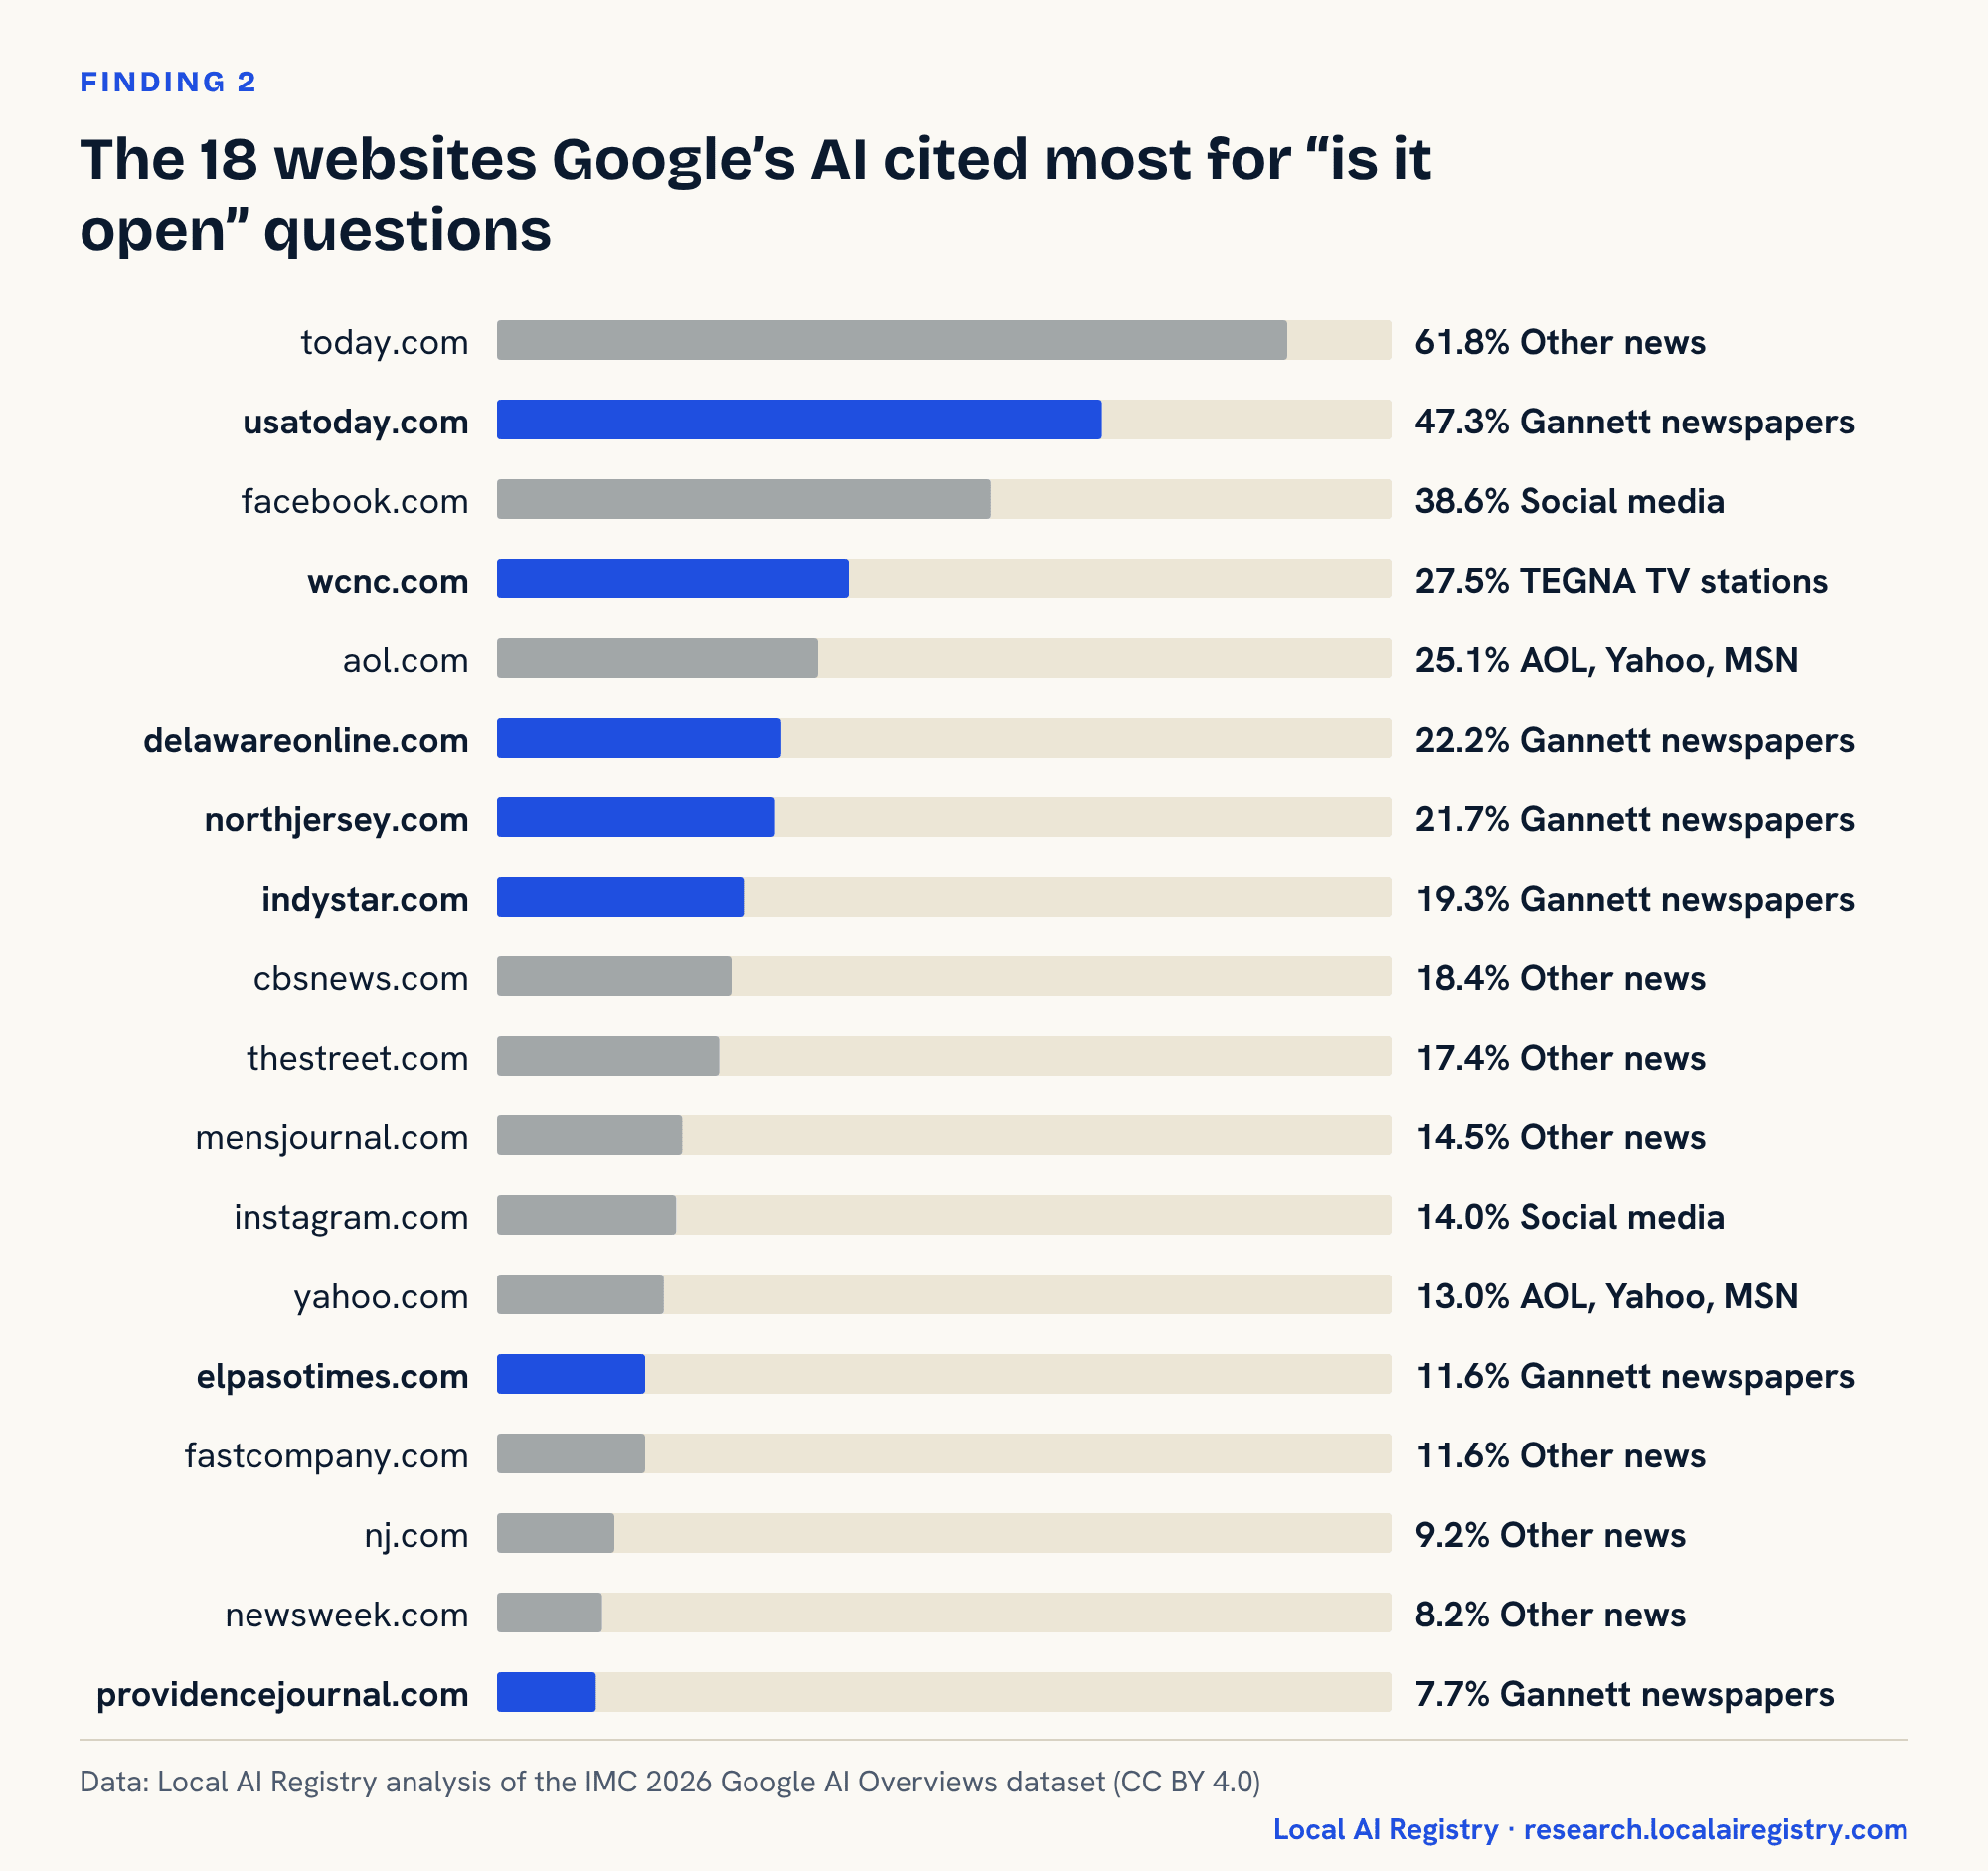 FINDING 2
The 18 websites Google’s AI cited most for “is it
open” questions
today.com 61.8% Other news
usatoday.com 47.3% Gannett newspapers
facebook.com 38.6% Social media
wcnc.com 27.5% TEGNA TV stations
aol.com 25.1% AOL, Yahoo, MSN
delawareonline.com 22.2% Gannett newspapers
northjersey.com 21.7% Gannett newspapers
indystar.com 19.3% Gannett newspapers
cbsnews.com 18.4% Other news
thestreet.com 17.4% Other news
mensjournal.com 14.5% Other news
instagram.com 14.0% Social media
yahoo.com 13.0% AOL, Yahoo, MSN
elpasotimes.com 11.6% Gannett newspapers
fastcompany.com 11.6% Other news
nj.com 9.2% Other news
newsweek.com 8.2% Other news
providencejournal.com 7.7% Gannett newspapers
Data: Local AI Registry analysis of the IMC 2026 Google AI Overviews dataset (CC BY 4.0)
Local AI Registry · research.localairegistry.com